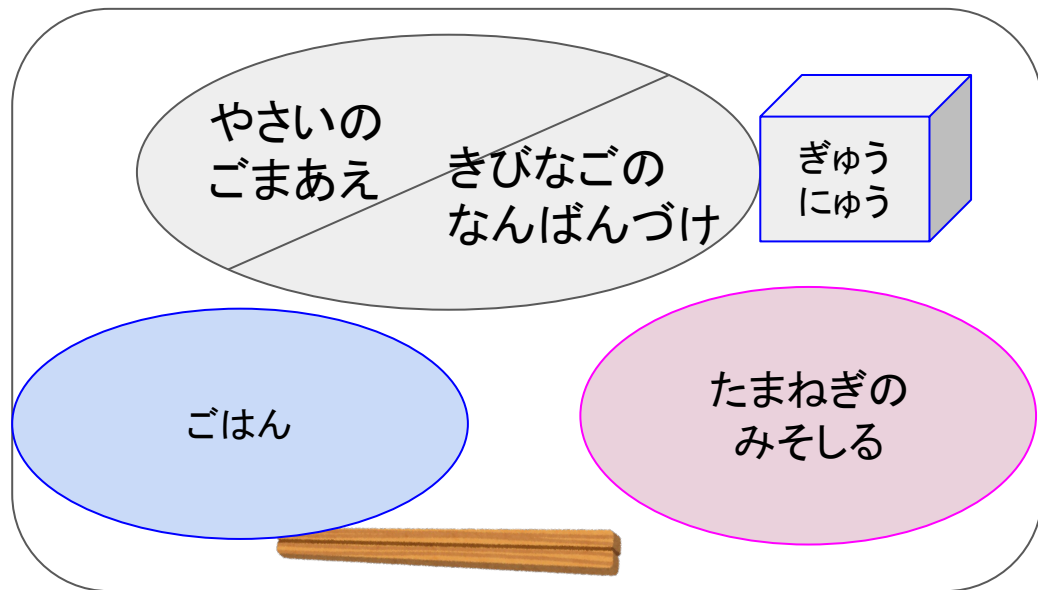 やさいの
ごまあえ
きびなごの
なんばんづけ
ぎゅう
にゅう
ごはん
たまねぎの
みそしる